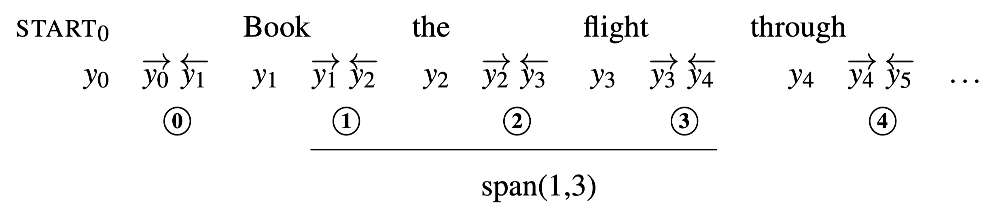 START₀ Book the flight through
y₀ →y₀ ←y₁ y₁ →y₁ ←y₂ y₂ →y₂ ←y₃ y₃ →y₃ ←y₄ y₄ →y₄ ←y₅ ...
⓪ ① ② ③ ④
span(1,3)